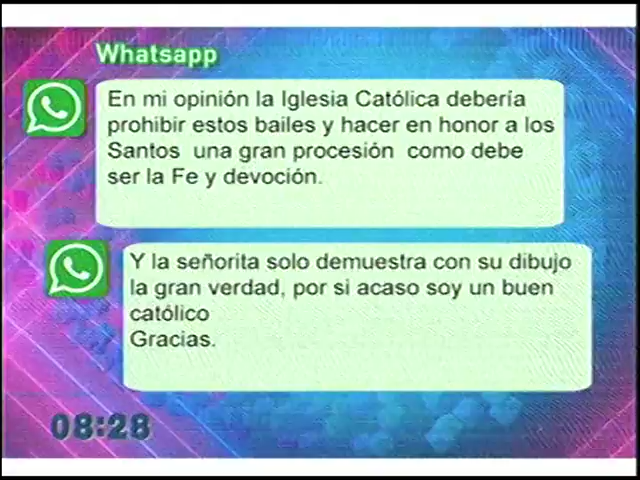 Whatsapp
En mi opinión la Iglesia Católica debería
prohibir estos bailes y hacer en honor a los
Santos una gran procesión como debe
ser la Fe y devoción.
Y la señorita solo demuestra con su dibujo
la gran verdad, por si acaso soy un buen
católico
Gracias.
08:28